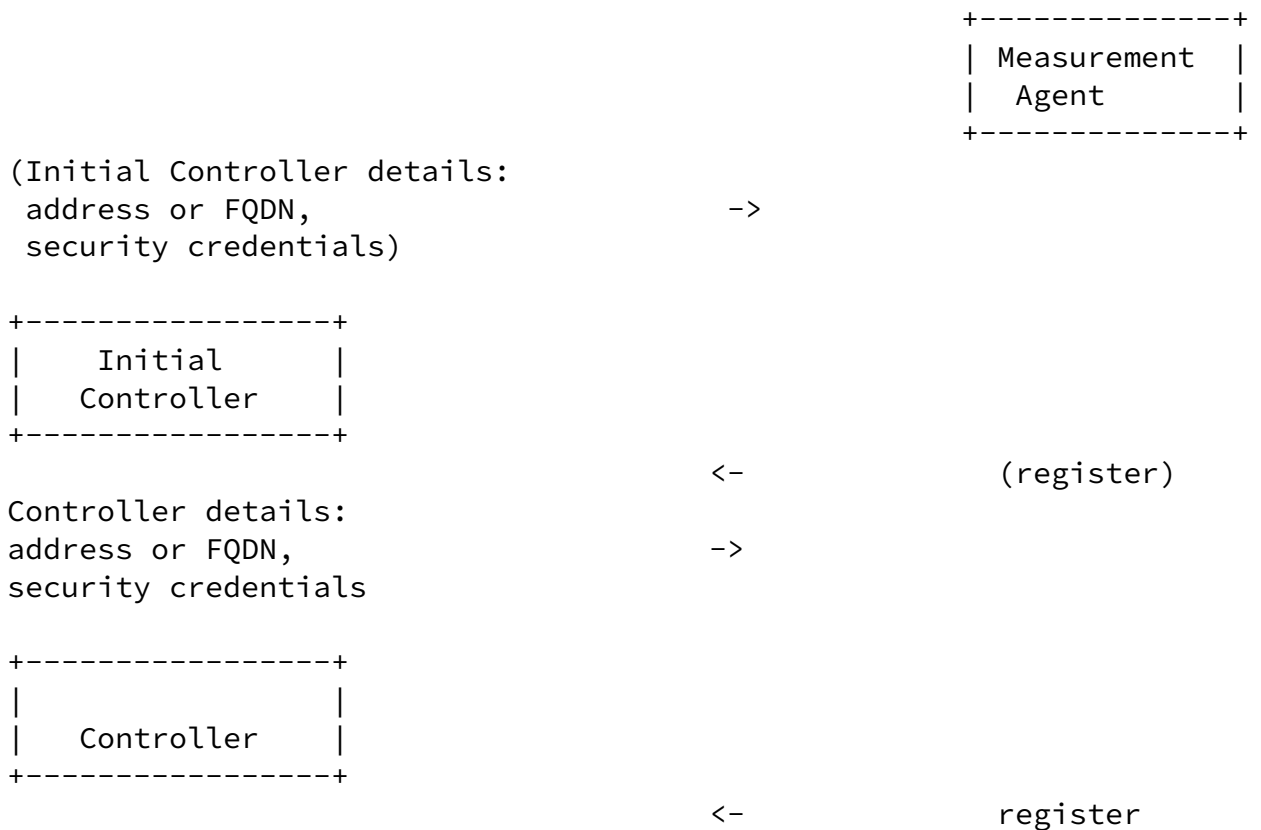 +--------------+
| Measurement  |
|  Agent       |
+--------------+
(Initial Controller details:
address or FQDN,                       ->
security credentials)
+-----------------+
|     Initial      |
|    Controller    |
+-----------------+
<-              (register)
Controller details:
address or FQDN,                       ->
security credentials
+-----------------+
|                 |
|    Controller   |
+-----------------+
<-              register